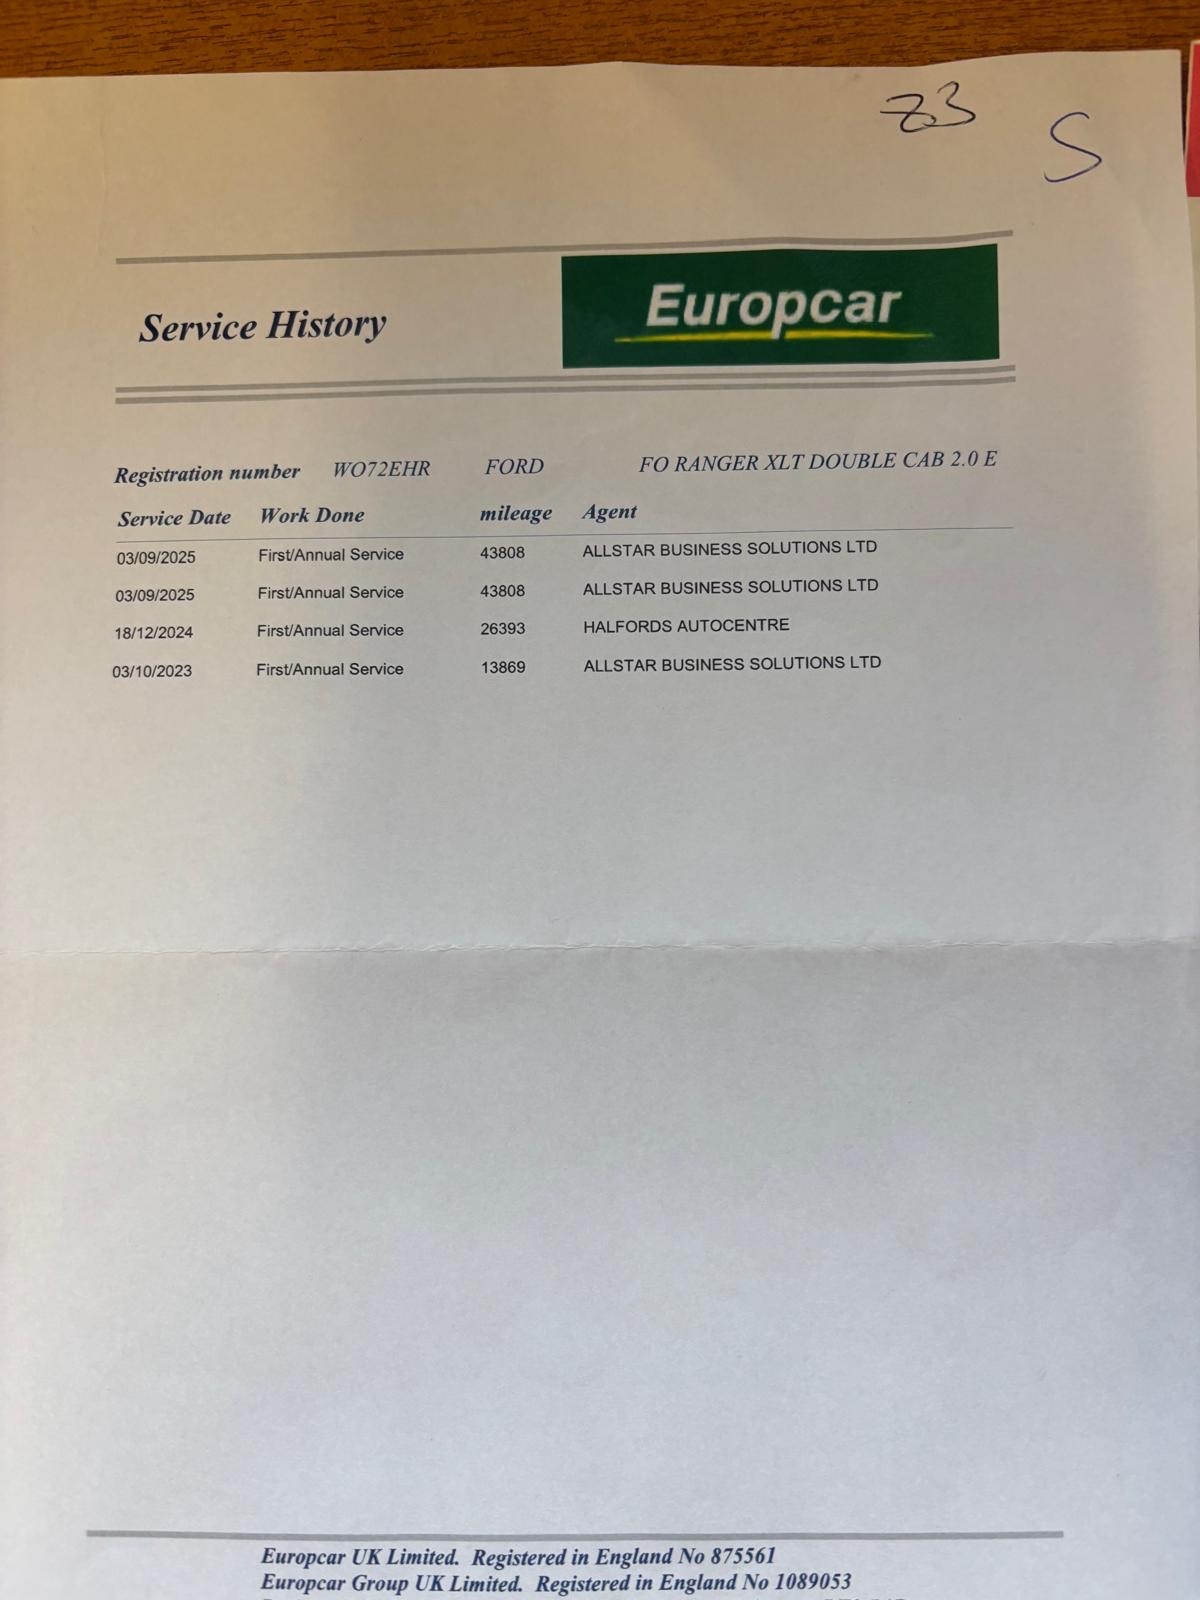 Z3
S
Service History
Europcar
Registration number WO72EHR FORD FO RANGER XLT DOUBLE CAB 2.0 E
Service Date Work Done mileage Agent
03/09/2025 First/Annual Service 43808 ALLSTAR BUSINESS SOLUTIONS LTD
03/09/2025 First/Annual Service 43808 ALLSTAR BUSINESS SOLUTIONS LTD
18/12/2024 First/Annual Service 26393 HALFORDS AUTOCENTRE
03/10/2023 First/Annual Service 13869 ALLSTAR BUSINESS SOLUTIONS LTD
Europcar UK Limited. Registered in England No 875561
Europcar Group UK Limited. Registered in England No 1089053